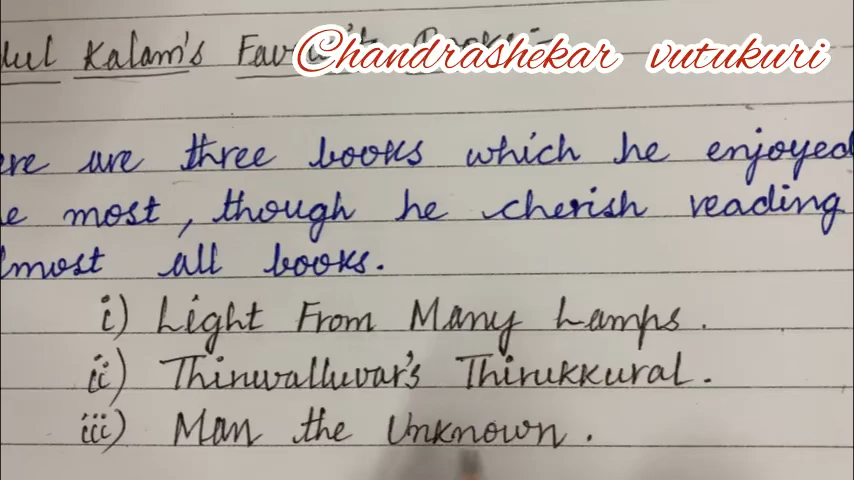 Kalam's
Chandrashekar vutukuri
are three books which he enjoyed
most, though he cherish reading
all books.
i) Light From Many Lamps.
ii) Thiruvalluvar's Thirukkural.
iii) Man the Unknown.